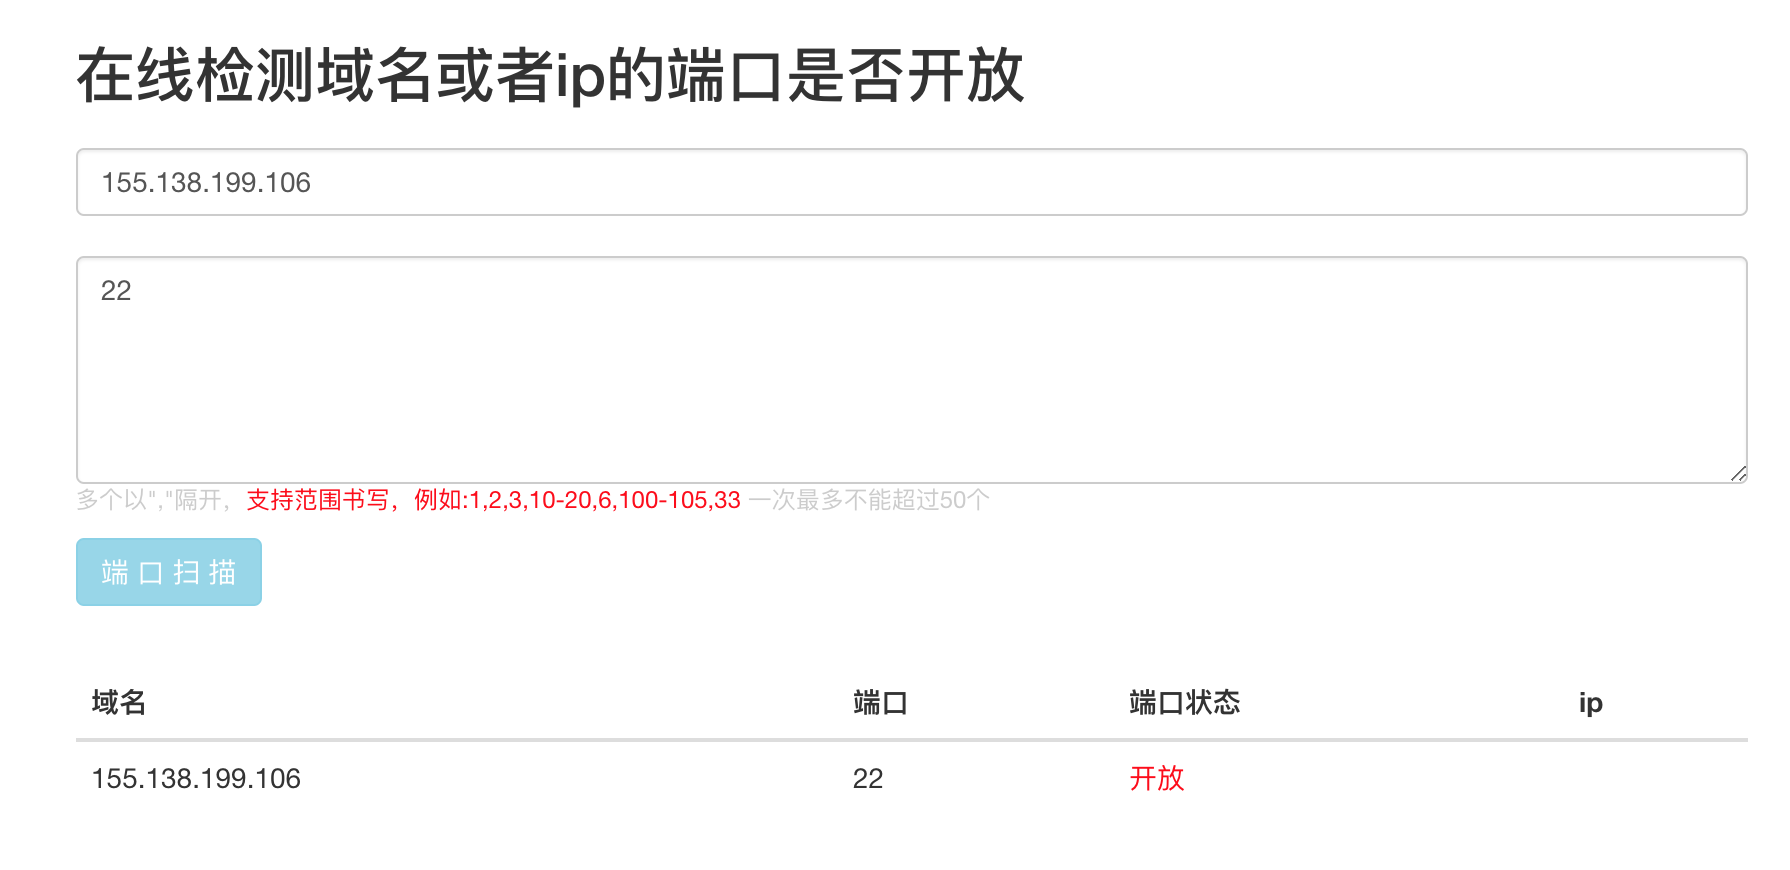 在线检测域名或者ip的端口是否开放
155.138.199.106
22
多个以","隔开，支持范围书写，例如:1,2,3,10-20,6,100-105,33 一次最多不能超过50个
端 口 扫 描
域名 端口 端口状态 ip
155.138.199.106 22 开放